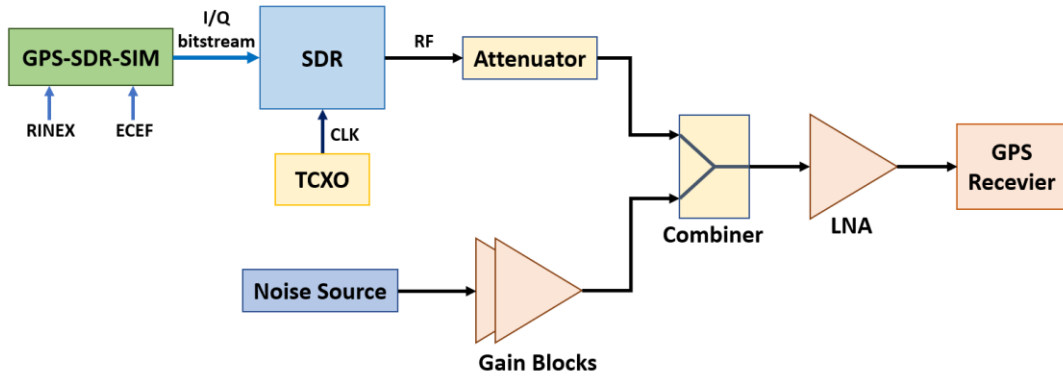 I/Q
bitstream
GPS-SDR-SIM
SDR
RF
Attenuator
RINEX
ECEF
CLK
TCXO
GPS
Recevier
LNA
Combiner
Noise Source
Gain Blocks